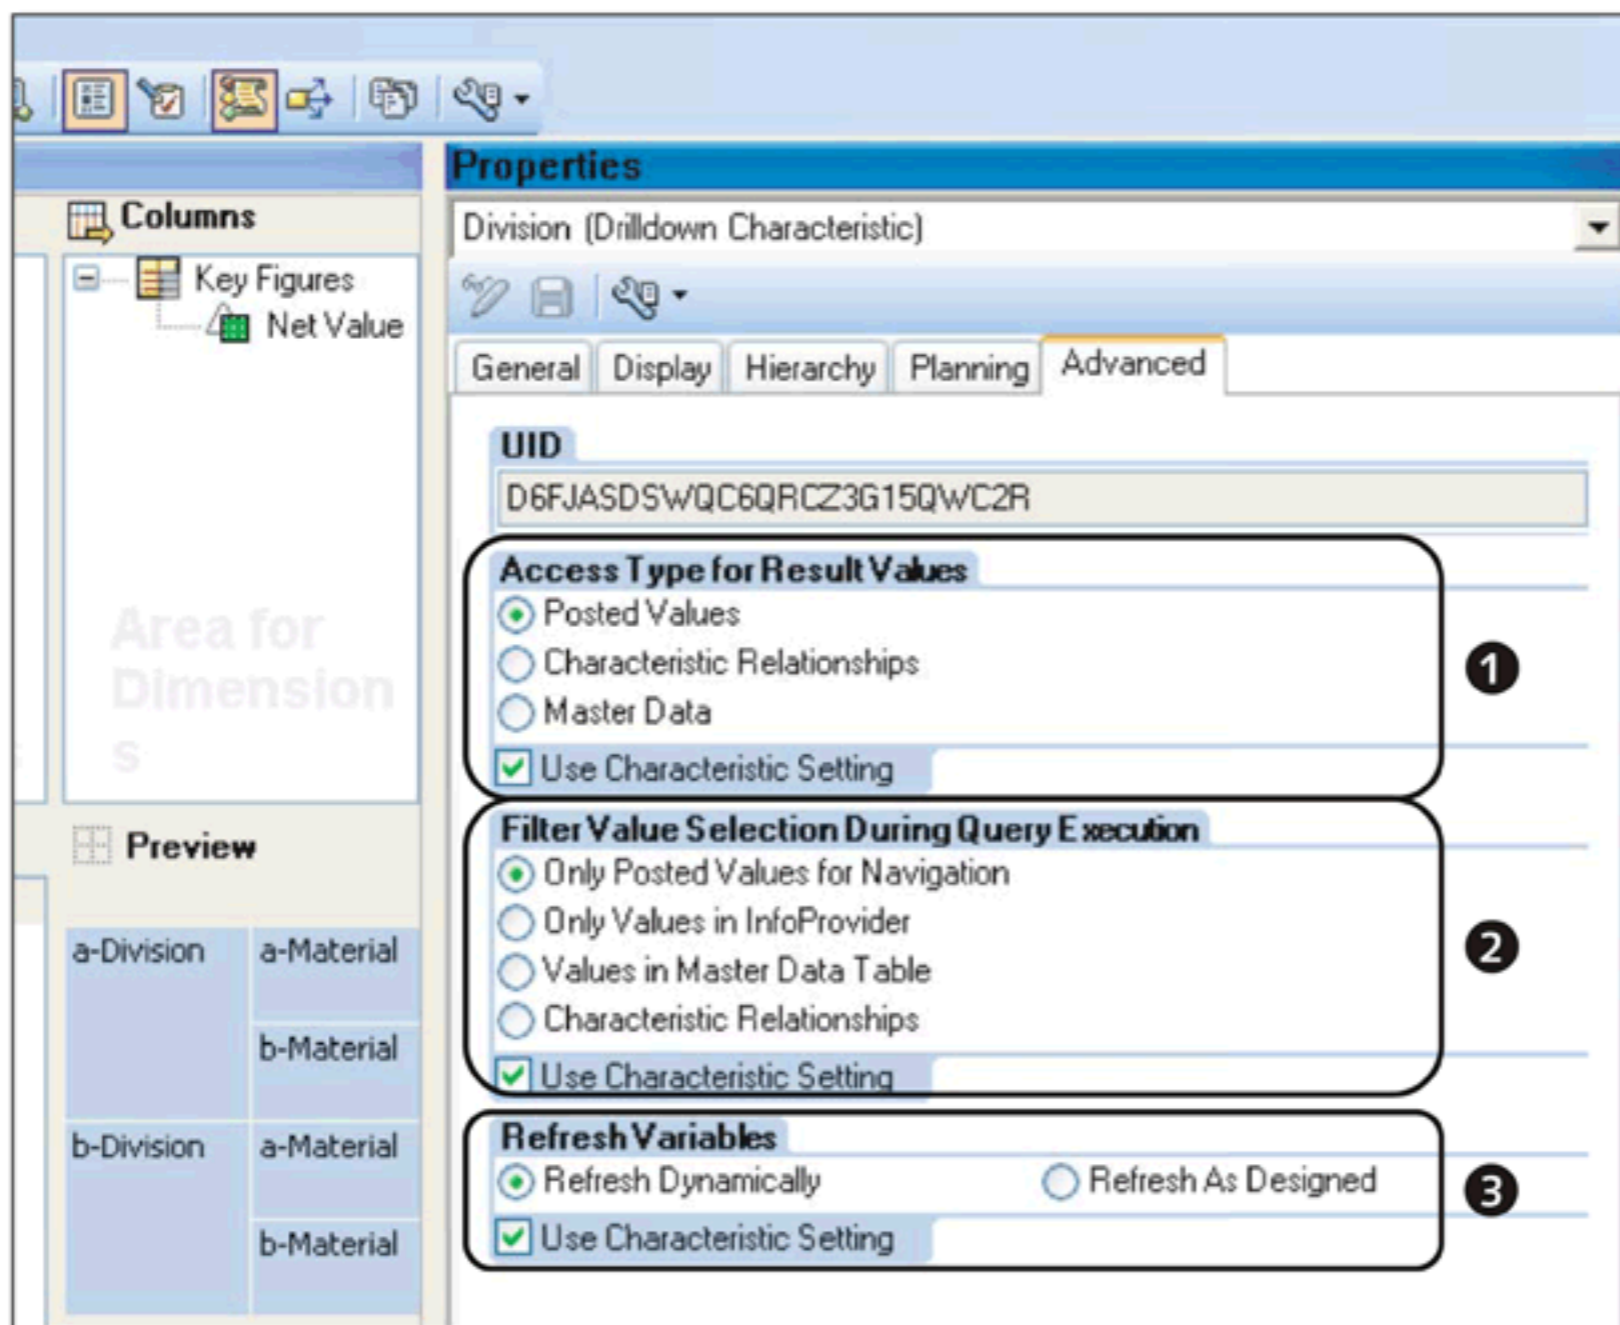 Properties
Columns
Division (Drilldown Characteristic)
Key Figures
Net Value
General Display Hierarchy Planning Advanced
UID
D6FJASDSWQC6QRCZ3G15QWC2R
Access Type for Result Values
Posted Values
Characteristic Relationships
Master Data
Use Characteristic Setting
1
Area for
Dimension
s
s
Filter Value Selection During Query Execution
Only Posted Values for Navigation
Only Values in InfoProvider
Values in Master Data Table
Characteristic Relationships
Use Characteristic Setting
2
Preview
a-Division a-Material
b-Material
b-Division a-Material
b-Material
Refresh Variables
Refresh Dynamically Refresh As Designed
Use Characteristic Setting
3